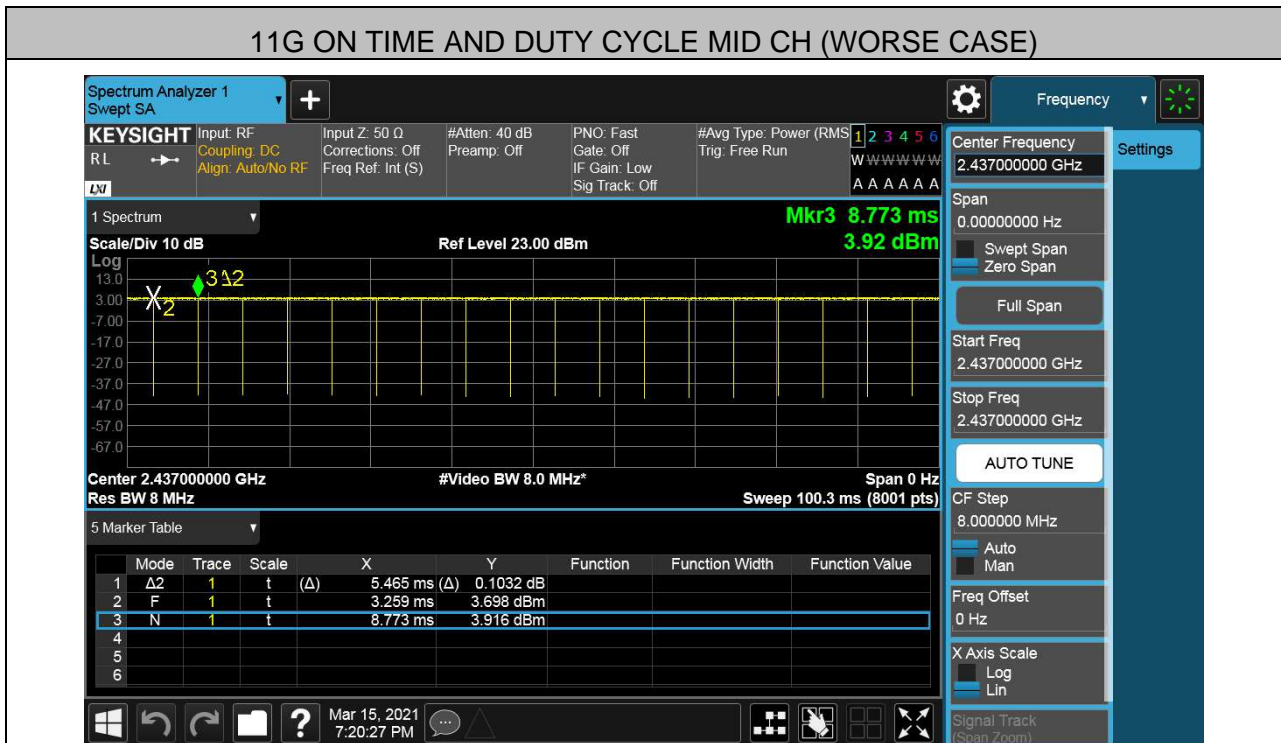 11G ON TIME AND DUTY CYCLE MID CH (WORSE CASE)
Spectrum Analyzer 1
Swept SA
Frequency
KEYSIGHT
RL
LXI
Input: RF
Coupling: DC
Align: Auto/No RF
Input Z: 50 Ω
Corrections: Off
Freq Ref: Int (S)
#Atten: 40 dB
Preamp: Off
PNO: Fast
Gate: Off
IF Gain: Low
Sig Track: Off
#Avg Type: Power (RMS
Trig: Free Run
1 2 3 4 5 6
W W W W W W
A A A A A A
1 Spectrum
Scale/Div 10 dB
Ref Level 23.00 dBm
Mkr3 8.773 ms
3.92 dBm
Log
13.0
3.00
-7.00
-17.0
-27.0
-37.0
-47.0
-57.0
-67.0
X2
3Δ2
Center 2.437000000 GHz
#Video BW 8.0 MHz*
Span 0 Hz
Res BW 8 MHz
Sweep 100.3 ms (8001 pts)
5 Marker Table
Mode Trace Scale X Y Function Function Width Function Value
1 Δ2 1 t (Δ) 5.465 ms (Δ) 0.1032 dB
2 F 1 t 3.259 ms 3.698 dBm
3 N 1 t 8.773 ms 3.916 dBm
4
5
6
Mar 15, 2021
7:20:27 PM
Center Frequency
2.437000000 GHz
Settings
Span
0.00000000 Hz
Swept Span
Zero Span
Full Span
Start Freq
2.437000000 GHz
Stop Freq
2.437000000 GHz
AUTO TUNE
CF Step
8.000000 MHz
Auto
Man
Freq Offset
0 Hz
X Axis Scale
Log
Lin
Signal Track
(Span Zoom)